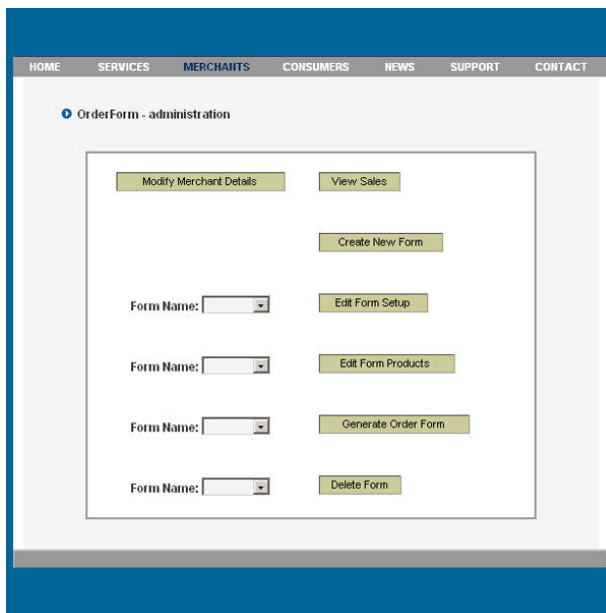 HOME SERVICES MERCHANTS CONSUMERS NEWS SUPPORT CONTACT
OrderForm - administration
Modify Merchant Details View Sales
Create New Form
Form Name: Edit Form Setup
Form Name: Edit Form Products
Form Name: Generate Order Form
Form Name: Delete Form